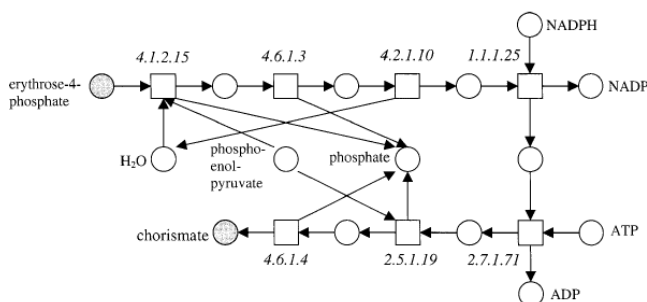 NADPH
4.1.2.15
4.6.1.3
4.2.1.10
1.1.1.25
erythrose-4-
phosphate
NADP
H₂O
phospho-
enol-
pyruvate
phosphate
chorismate
ATP
4.6.1.4
2.5.1.19
2.7.1.71
ADP